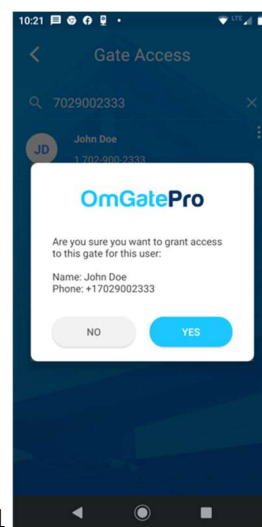 10:21
LTE
Gate Access
7029002333
JD
John Doe
1 702-900-2333
OmGatePro
Are you sure you want to grant access
to this gate for this user:
Name: John Doe
Phone: +17029002333
NO
YES